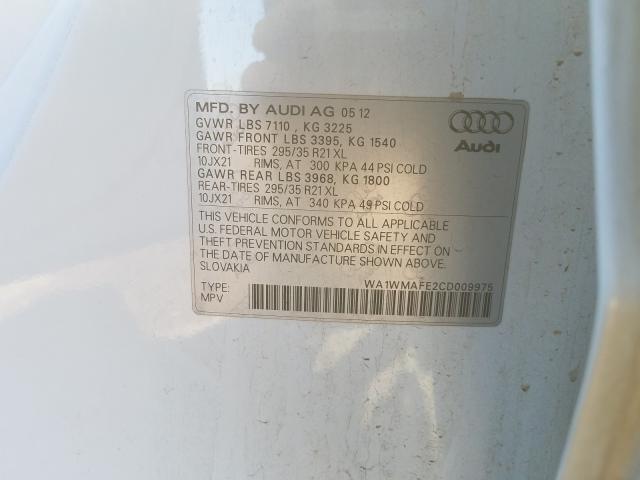 MFD. BY AUDI AG 05 12
GVWR LBS 7110 , KG 3225
GAWR FRONT LBS 3395, KG 1540
FRONT-TIRES 295/35 R21 XL
10JX21 RIMS, AT 300 KPA 44 PSI COLD
GAWR REAR LBS 3968, KG 1800
REAR-TIRES 295/35 R21 XL
10JX21 RIMS, AT 340 KPA 49 PSI COLD
THIS VEHICLE CONFORMS TO ALL APPLICABLE
U.S. FEDERAL MOTOR VEHICLE SAFETY AND
THEFT PREVENTION STANDARDS IN EFFECT ON
THE DATE OF MANUFACTURE SHOWN ABOVE.
SLOVAKIA
Audi
WA1WMAFE2CD009975
TYPE:
MPV